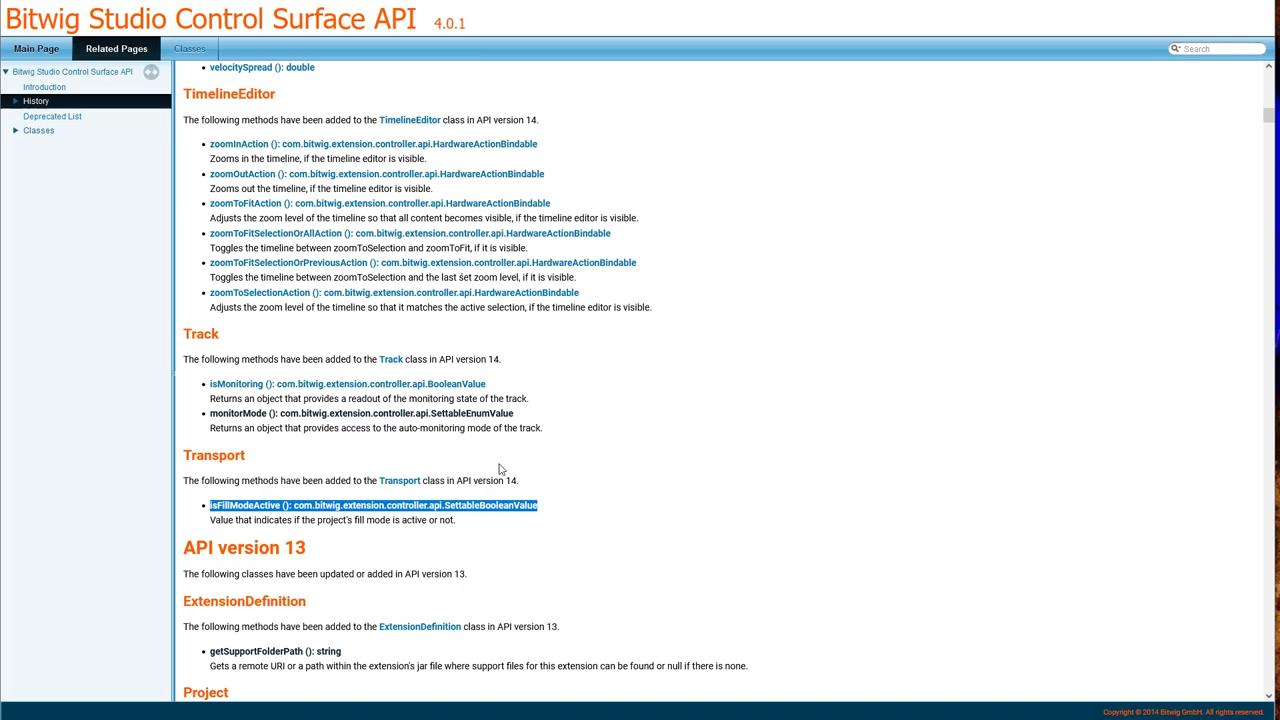 Bitwig Studio Control Surface API 4.0.1
Main Page Related Pages Classes Search
Bitwig Studio Control Surface API
Introduction
History
Deprecated List
Classes
velocitySpread (): double
TimelineEditor
The following methods have been added to the TimelineEditor class in API version 14.
zoomInAction (): com.bitwig.extension.controller.api.HardwareActionBindable
Zooms in the timeline, if the timeline editor is visible.
zoomOutAction (): com.bitwig.extension.controller.api.HardwareActionBindable
Zooms out the timeline, if the timeline editor is visible.
zoomToFitAction (): com.bitwig.extension.controller.api.HardwareActionBindable
Adjusts the zoom level of the timeline so that all content becomes visible, if the timeline editor is visible.
zoomToFitSelectionOrAllAction (): com.bitwig.extension.controller.api.HardwareActionBindable
Toggles the timeline between zoomToSelection and zoomToFit, if it is visible.
zoomToFitSelectionOrPreviousAction (): com.bitwig.extension.controller.api.HardwareActionBindable
Toggles the timeline between zoomToSelection and the last śet zoom level, if it is visible.
zoomToSelectionAction (): com.bitwig.extension.controller.api.HardwareActionBindable
Adjusts the zoom level of the timeline so that it matches the active selection, if the timeline editor is visible.
Track
The following methods have been added to the Track class in API version 14.
isMonitoring (): com.bitwig.extension.controller.api.BooleanValue
Returns an object that provides a readout of the monitoring state of the track.
monitorMode (): com.bitwig.extension.controller.api.SettableEnumValue
Returns an object that provides access to the auto-monitoring mode of the track.
Transport
The following methods have been added to the Transport class in API version 14.
isFillModeActive (): com.bitwig.extension.controller.api.SettableBooleanValue
Value that indicates if the project's fill mode is active or not.
API version 13
The following classes have been updated or added in API version 13.
ExtensionDefinition
The following methods have been added to the ExtensionDefinition class in API version 13.
getSupportFolderPath (): string
Gets a remote URI or a path within the extension's jar file where support files for this extension can be found or null if there is none.
Project
Copyright © 2014 Bitwig GmbH. All rights reserved.